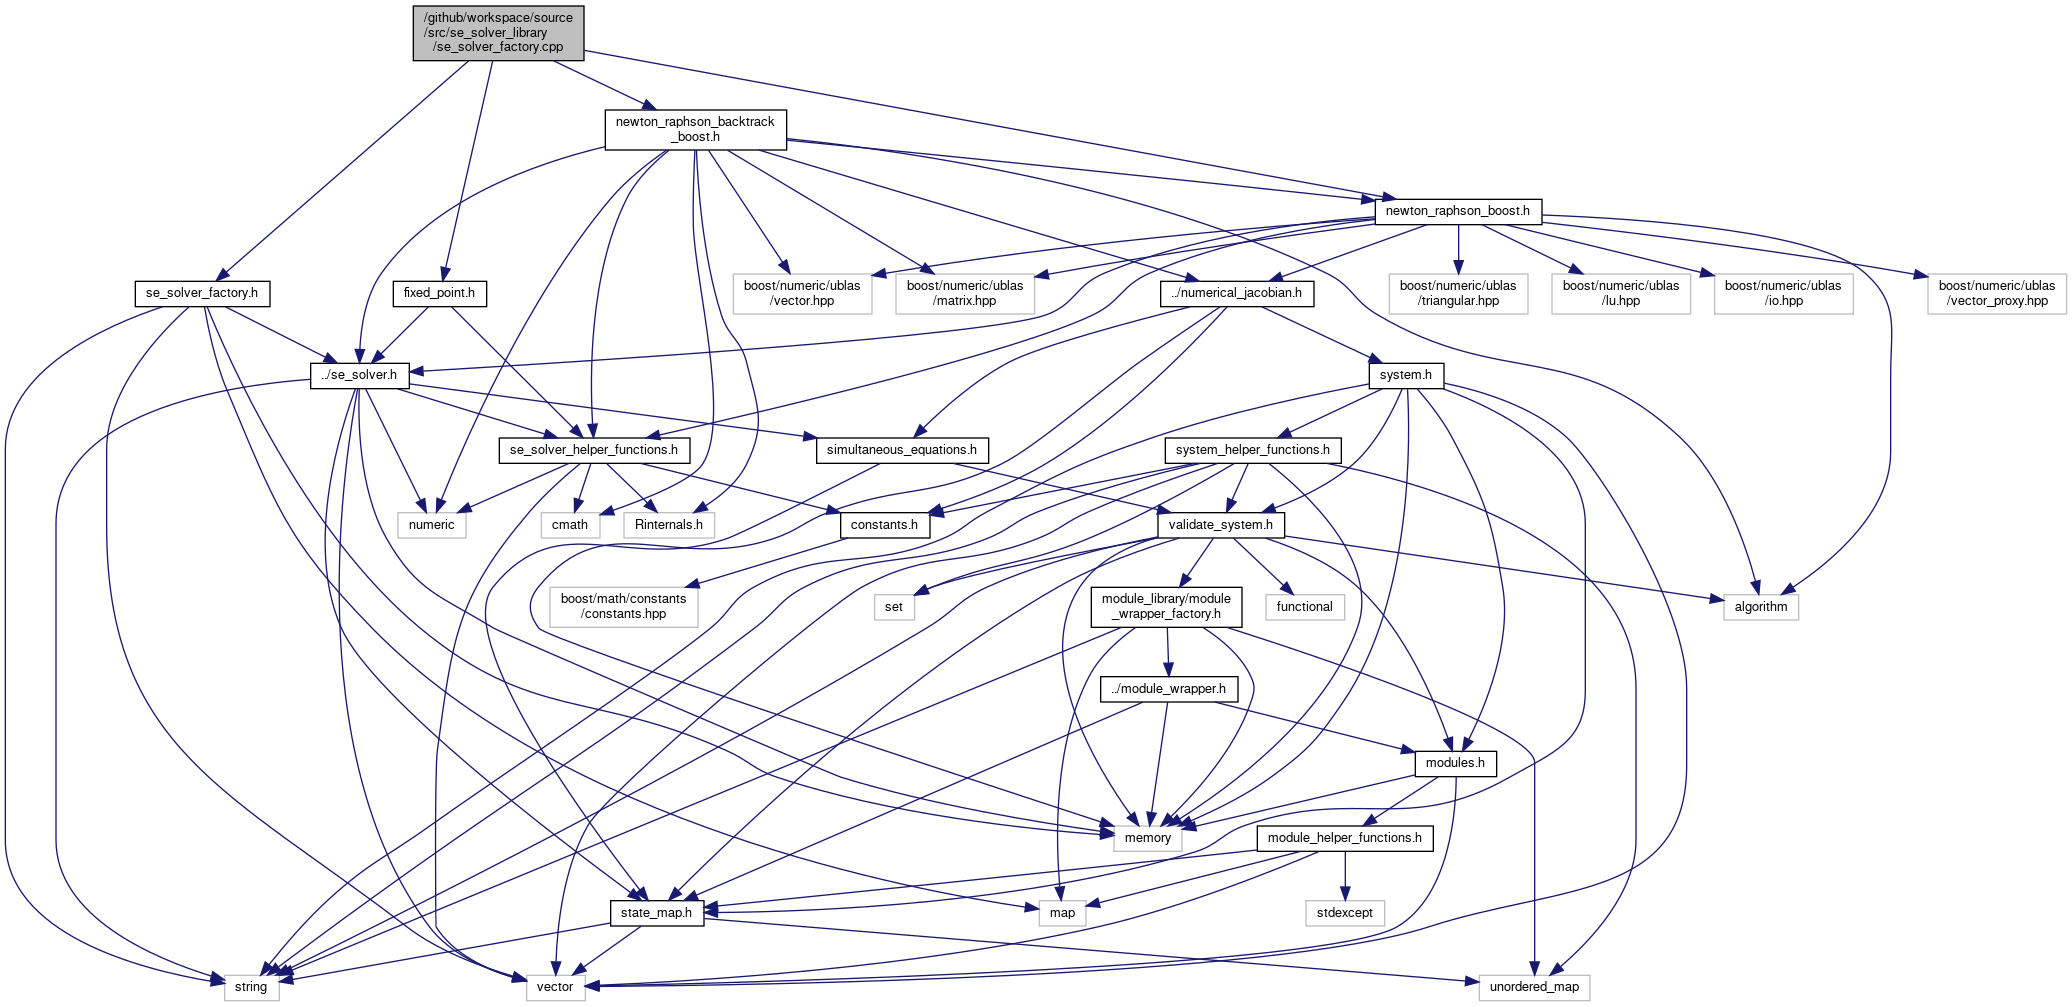 /github/workspace/source
/src/se_solver_library
/se_solver_factory.cpp
newton_raphson_backtrack
_boost.h
newton_raphson_boost.h
se_solver_factory.h
fixed_point.h
boost/numeric/ublas
/vector.hpp
boost/numeric/ublas
/matrix.hpp
../numerical_jacobian.h
boost/numeric/ublas
/triangular.hpp
boost/numeric/ublas
/lu.hpp
boost/numeric/ublas
/io.hpp
boost/numeric/ublas
/vector_proxy.hpp
../se_solver.h
system.h
se_solver_helper_functions.h
simultaneous_equations.h
system_helper_functions.h
numeric
cmath
Rinternals.h
constants.h
validate_system.h
boost/math/constants
/constants.hpp
set
module_library/module
_wrapper_factory.h
functional
algorithm
../module_wrapper.h
modules.h
memory
module_helper_functions.h
state_map.h
map
stdexcept
string
vector
unordered_map